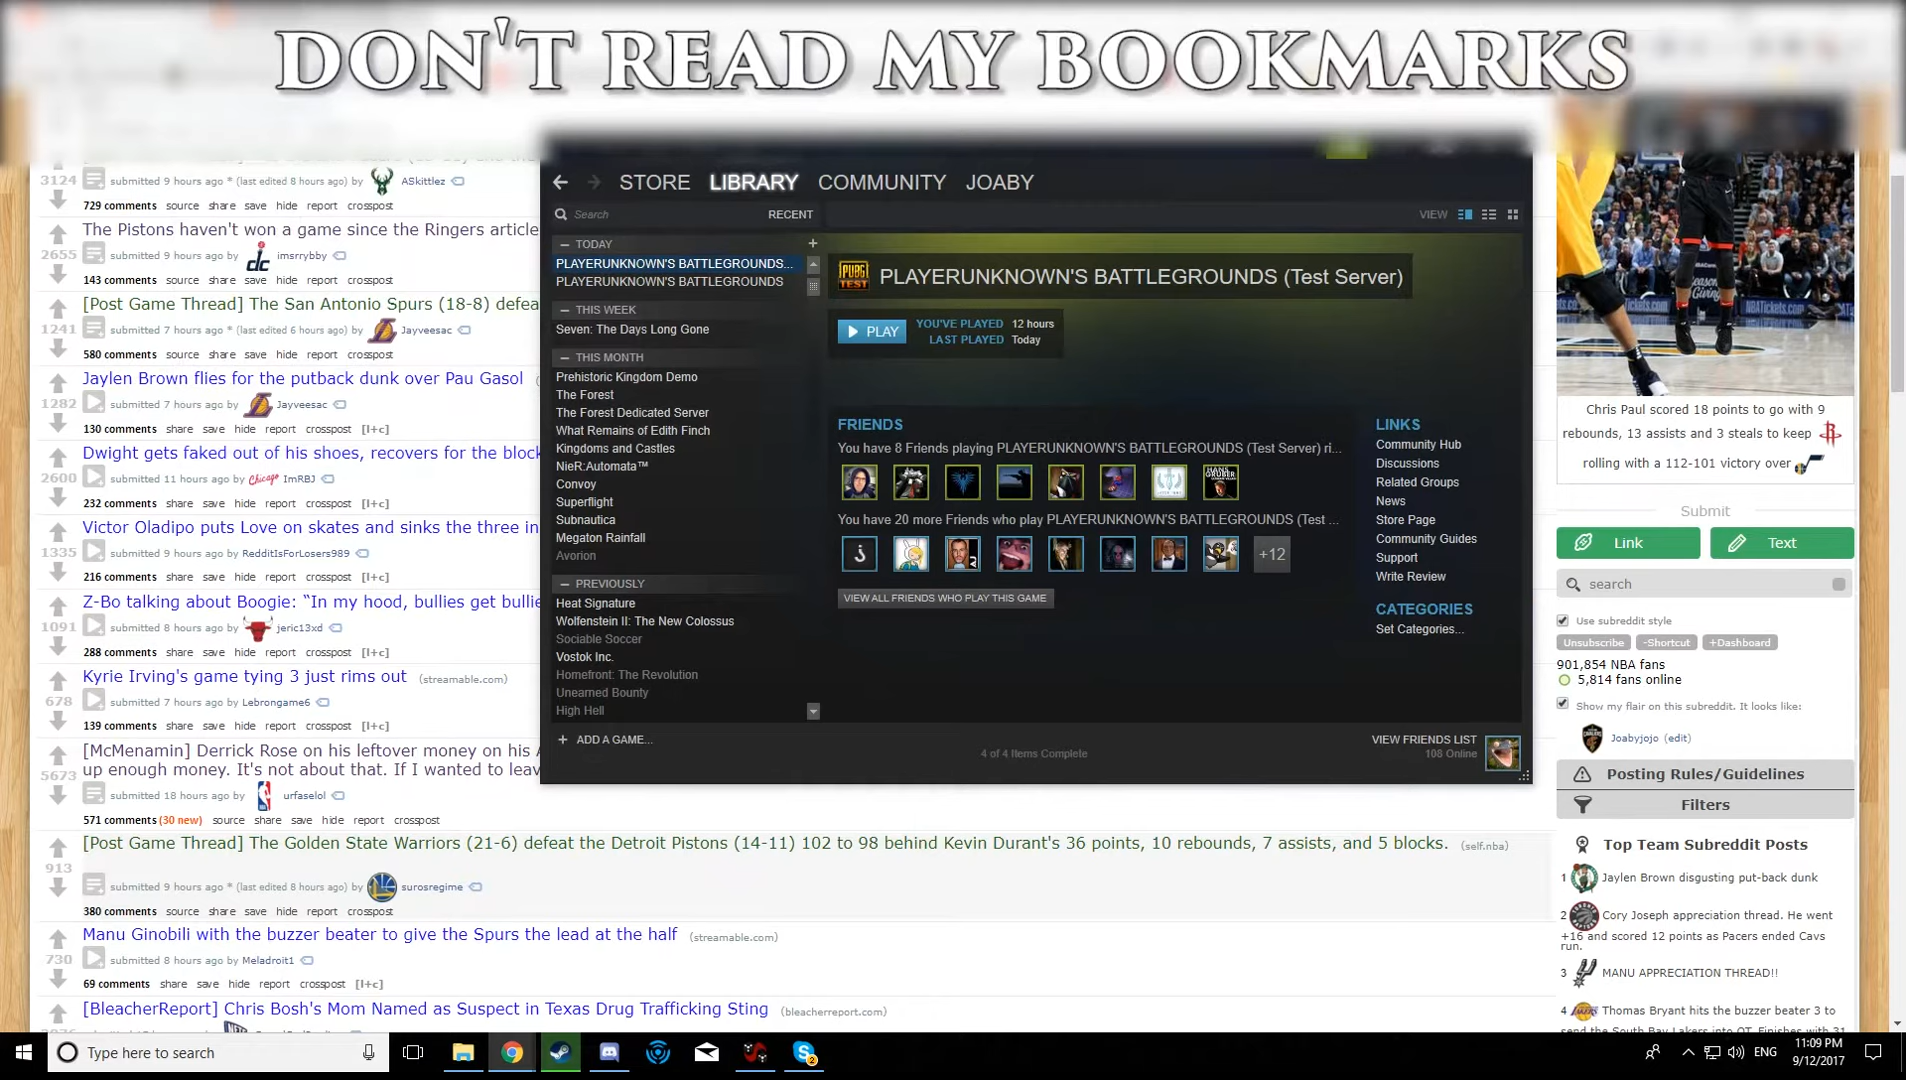 DON'T READ MY BOOKMARKS
3124
submitted 9 hours ago * (last edited 8 hours ago) by ASkittlez
729 comments source share save hide report crosspost
The Pistons haven't won a game since the Ringers article
2655
submitted 9 hours ago by imsrrybby
143 comments source share save hide report crosspost
[Post Game Thread] The San Antonio Spurs (18-8) defea
1241
submitted 7 hours ago * (last edited 6 hours ago) by Jayveesac
580 comments source share save hide report crosspost
Jaylen Brown flies for the putback dunk over Pau Gasol
1282
submitted 7 hours ago by Jayveesac
130 comments share save hide report crosspost [l+c]
Dwight gets faked out of his shoes, recovers for the block
2600
submitted 11 hours ago by Chicago ImRBJ
232 comments share save hide report crosspost [l+c]
Victor Oladipo puts Love on skates and sinks the three in
1335
submitted 9 hours ago by RedditIsForLosers989
216 comments share save hide report crosspost [l+c]
Z-Bo talking about Boogie: “In my hood, bullies get bullie
1091
submitted 8 hours ago by jeric13xd
288 comments share save hide report crosspost [l+c]
Kyrie Irving's game tying 3 just rims out (streamable.com)
678
submitted 7 hours ago by Lebrongame6
139 comments share save hide report crosspost [l+c]
[McMenamin] Derrick Rose on his leftover money on his A
up enough money. It's not about that. If I wanted to leav
5673
submitted 18 hours ago by urfaselol
571 comments (30 new) source share save hide report crosspost
[Post Game Thread] The Golden State Warriors (21-6) defeat the Detroit Pistons (14-11) 102 to 98 behind Kevin Durant's 36 points, 10 rebounds, 7 assists, and 5 blocks. (self.nba)
913
submitted 9 hours ago * (last edited 8 hours ago) by surosregime
380 comments source share save hide report crosspost
Manu Ginobili with the buzzer beater to give the Spurs the lead at the half (streamable.com)
730
submitted 8 hours ago by Meladroit1
69 comments share save hide report crosspost [l+c]
[BleacherReport] Chris Bosh's Mom Named as Suspect in Texas Drug Trafficking Sting (bleacherreport.com)
STORE LIBRARY COMMUNITY JOABY
Search RECENT VIEW
TODAY
PLAYERUNKNOWN'S BATTLEGROUNDS...
PLAYERUNKNOWN'S BATTLEGROUNDS
THIS WEEK
Seven: The Days Long Gone
THIS MONTH
Prehistoric Kingdom Demo
The Forest
The Forest Dedicated Server
What Remains of Edith Finch
Kingdoms and Castles
NieR:Automata™
Convoy
Superflight
Subnautica
Megaton Rainfall
Avorion
PREVIOUSLY
Heat Signature
Wolfenstein II: The New Colossus
Sociable Soccer
Vostok Inc.
Homefront: The Revolution
Unearned Bounty
High Hell
ADD A GAME...
PUBG TEST
PLAYERUNKNOWN'S BATTLEGROUNDS (Test Server)
PLAY
YOU'VE PLAYED 12 hours
LAST PLAYED Today
FRIENDS
You have 8 Friends playing PLAYERUNKNOWN'S BATTLEGROUNDS (Test Server) ri...
HANS GRUBER
You have 20 more Friends who play PLAYERUNKNOWN'S BATTLEGROUNDS (Test ...
+12
VIEW ALL FRIENDS WHO PLAY THIS GAME
LINKS
Community Hub
Discussions
Related Groups
News
Store Page
Community Guides
Support
Write Review
CATEGORIES
Set Categories...
4 of 4 Items Complete
VIEW FRIENDS LIST
108 Online
Chris Paul scored 18 points to go with 9
rebounds, 13 assists and 3 steals to keep
rolling with a 112-101 victory over
Submit
Link Text
search
Use subreddit style
Unsubscribe -Shortcut +Dashboard
901,854 NBA fans
5,814 fans online
Show my flair on this subreddit. It looks like:
Joabyjojo (edit)
Posting Rules/Guidelines
Filters
Top Team Subreddit Posts
1 Jaylen Brown disgusting put-back dunk
2 Cory Joseph appreciation thread. He went
+16 and scored 12 points as Pacers ended Cavs
run.
3 MANU APPRECIATION THREAD!!
4 Thomas Bryant hits the buzzer beater 3 to
send the South Bay Lakers into OT. Finishes with 31
Type here to search
2
ENG
11:09 PM
9/12/2017